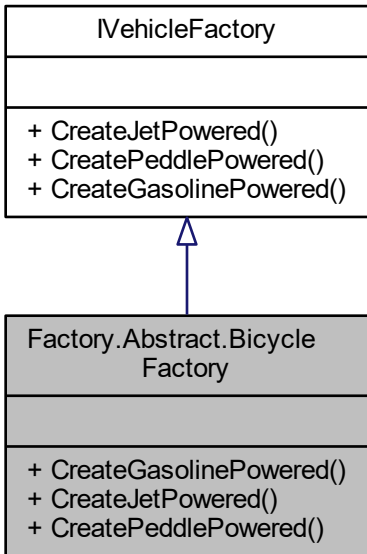 IVehicleFactory
+ CreateJetPowered()
+ CreatePeddlePowered()
+ CreateGasolinePowered()
Factory.Abstract.Bicycle
Factory
+ CreateGasolinePowered()
+ CreateJetPowered()
+ CreatePeddlePowered()